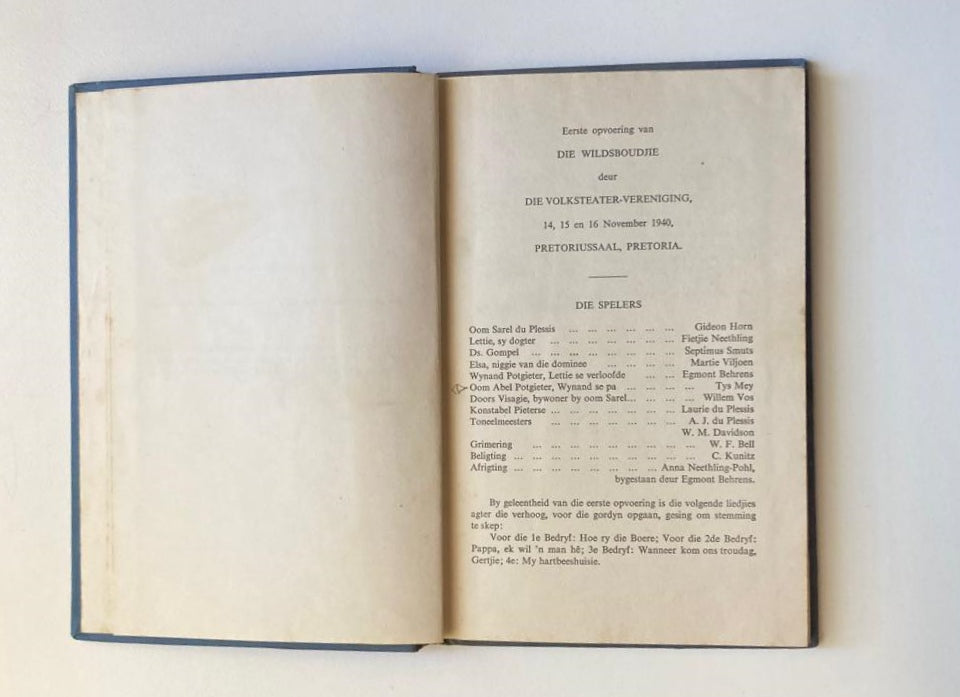 Eerste opvoering van
DIE WILDSBOUDJIE
deur
DIE VOLKSTEATER-VERENIGING,
14, 15 en 16 November 1940,
PRETORIUSSAAL, PRETORIA.
DIE SPELERS
Oom Sarel du Plessis ... ... ... ... ... ... Gideon Horn
Lettie, sy dogter ... ... ... ... ... ... ... Fietjie Neethling
Ds. Gompel ... ... ... ... ... ... ... ... Septimus Smuts
Elsa, niggie van die dominee ... ... ... ... Martie Viljoen
Wynand Potgieter, Lettie se verloofde ... ... Egmont Behrens
Oom Abel Potgieter, Wynand se pa ... ... ... ... Tys Mey
Doors Visagie, bywoner by oom Sarel... ... ... ... Willem Vos
Konstabel Pieterse ... ... ... ... ... ... ... Laurie du Plessis
Toneelmeesters ... ... ... ... ... ... ... A. J. du Plessis
W. M. Davidson
Grimering ... ... ... ... ... ... ... ... ... W. F. Bell
Beligting ... ... ... ... ... ... ... ... ... ... C. Kunitz
Afrigting ... ... ... ... ... ... ... ... Anna Neethling-Pohl,
bygestaan deur Egmont Behrens.
By geleentheid van die eerste opvoering is die volgende liedjies
agter die verhoog, voor die gordyn opgaan, gesing om stemming
te skep:
Voor die 1e Bedryf: Hoe ry die Boere; Voor die 2de Bedryf:
Pappa, ek wil 'n man hê; 3e Bedryf: Wanneer kom ons troudag,
Gertjie; 4e: My hartbeeshuisie.